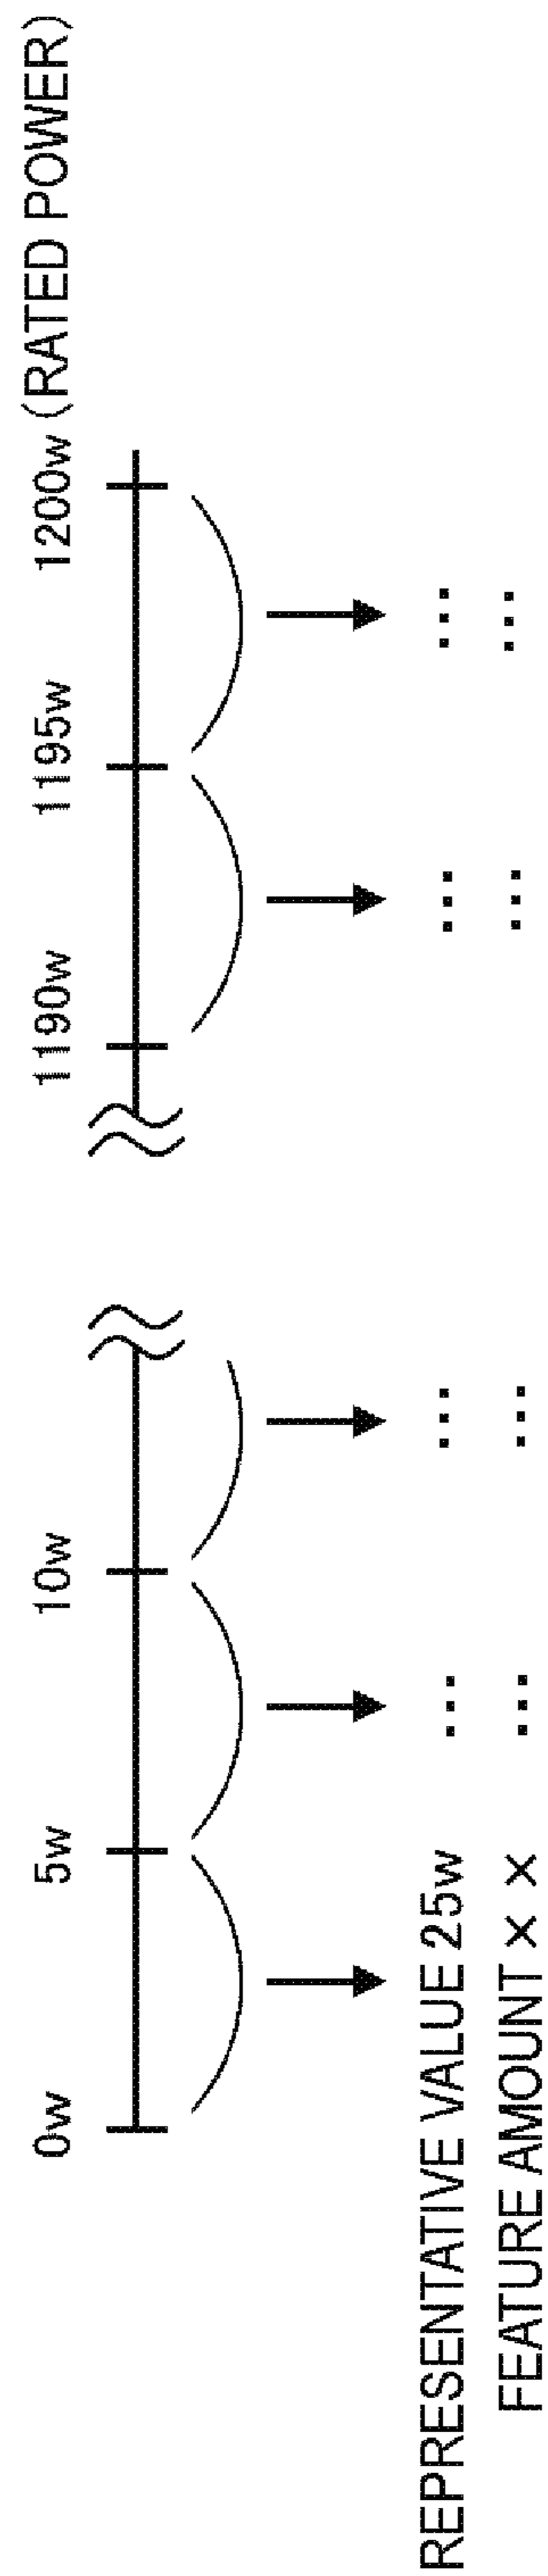 0w 5w 10w 1190w 1195w 1200w (RATED POWER)
REPRESENTATIVE VALUE 25w ... ... ... ...
FEATURE AMOUNT × × ... ... ... ...